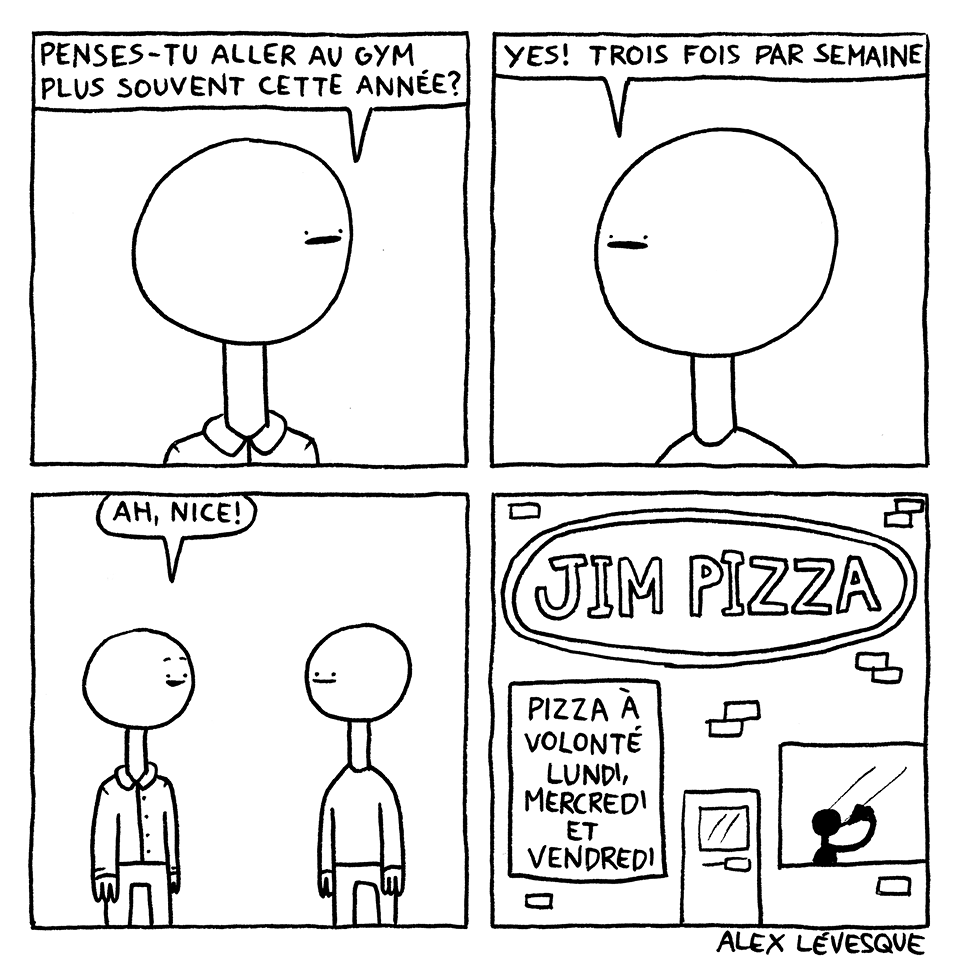 PENSES-TU ALLER AU GYM
PLUS SOUVENT CETTE ANNÉE?
YES! TROIS FOIS PAR SEMAINE
AH, NICE!
JIM PIZZA
PIZZA À
VOLONTÉ
LUNDI,
MERCREDI
ET
VENDREDI
ALEX LÉVESQUE